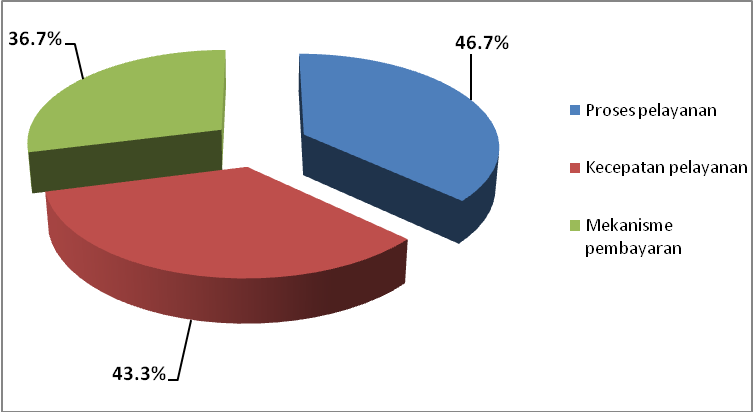 36.7%
46.7%
43.3%
Proses pelayanan
Kecepatan pelayanan
Mekanisme
pembayaran